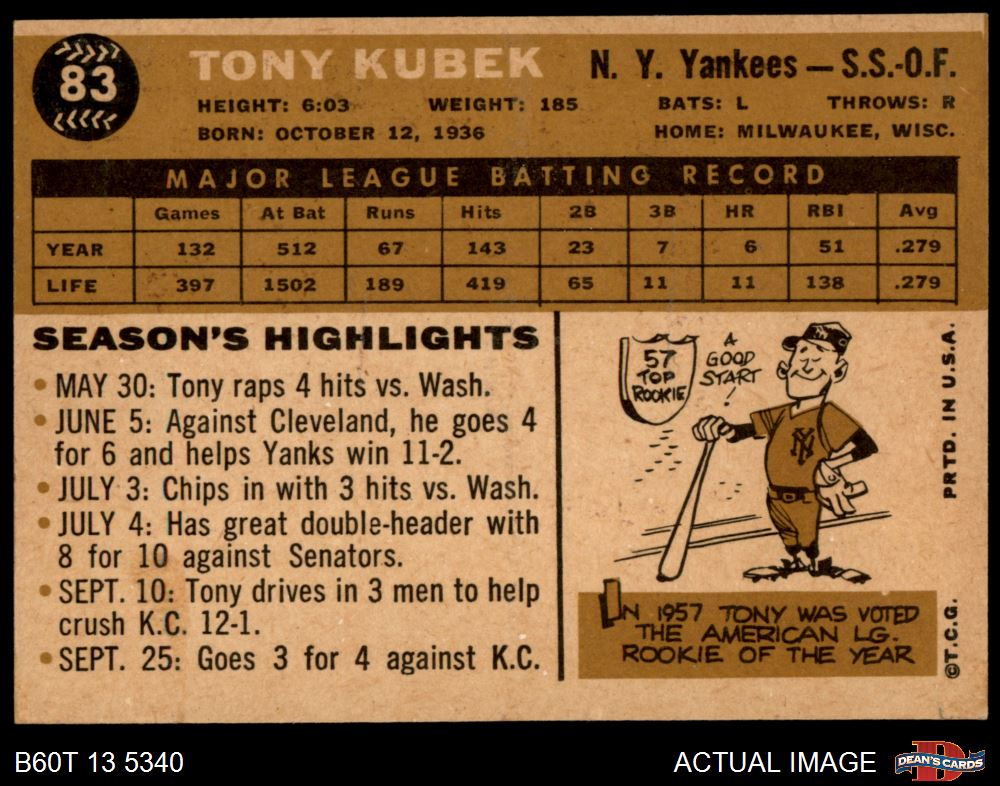 83
TONY KUBEK
N. Y. Yankees — S.S.-O.F.
HEIGHT: 6:03 WEIGHT: 185 BATS: L THROWS: R
BORN: OCTOBER 12, 1936 HOME: MILWAUKEE, WISC.
MAJOR LEAGUE BATTING RECORD
Games At Bat Runs Hits 2B 3B HR RBI Avg
YEAR 132 512 67 143 23 7 6 51 .279
LIFE 397 1502 189 419 65 11 11 138 .279
SEASON'S HIGHLIGHTS
• MAY 30: Tony raps 4 hits vs. Wash.
• JUNE 5: Against Cleveland, he goes 4
for 6 and helps Yanks win 11-2.
• JULY 3: Chips in with 3 hits vs. Wash.
• JULY 4: Has great double-header with
8 for 10 against Senators.
• SEPT. 10: Tony drives in 3 men to help
crush K.C. 12-1.
• SEPT. 25: Goes 3 for 4 against K.C.
57
TOP
ROOKIE
A
GOOD
START
!
NY
IN 1957 TONY WAS VOTED
THE AMERICAN LG.
ROOKIE OF THE YEAR
PRTD. IN U.S.A.
©T.C.G.
B60T 13 5340
ACTUAL IMAGE
D
DEAN'S CARDS